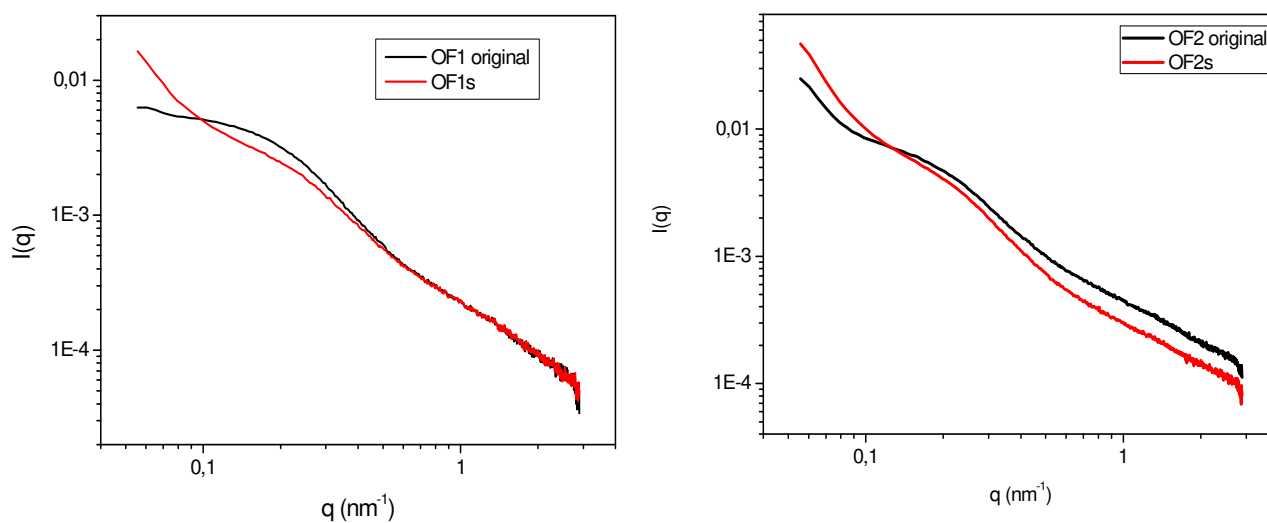 OF1 original
OF1s
0,01
1E-3
1E-4
I(q)
0,1
1
q (nm⁻¹)
OF2 original
OF2s
0,01
1E-3
1E-4
I(q)
0,1
1
q (nm⁻¹)